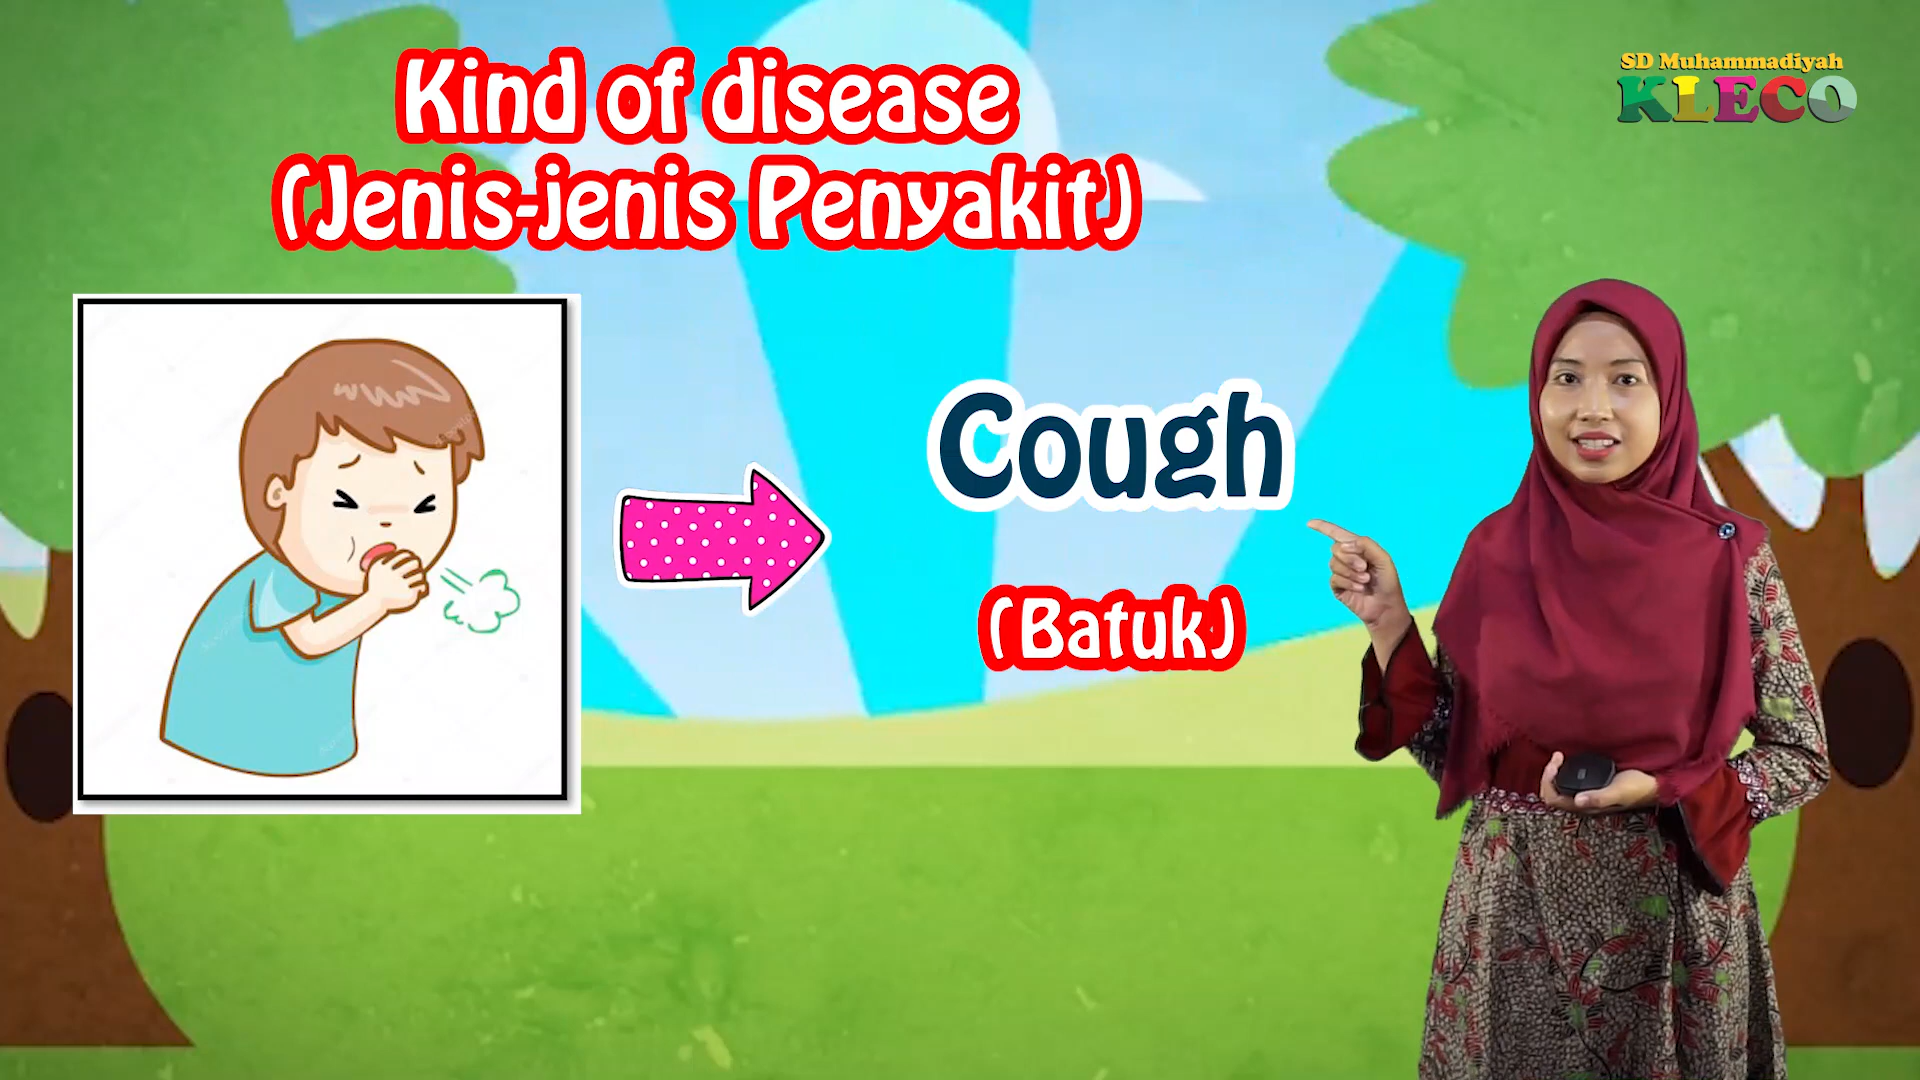 Kind of disease
(Jenis-jenis Penyakit)
SD Muhammadiyah
KLECO
Cough
(Batuk)